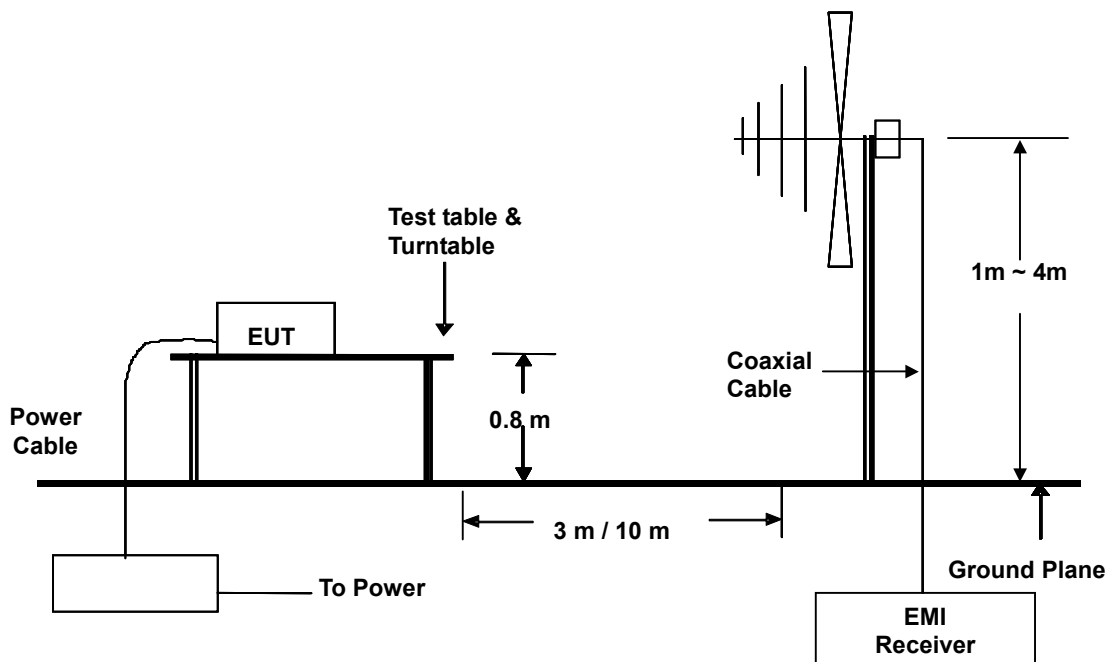 Test table &
Turntable
1m ~ 4m
EUT
Coaxial
Cable
0.8 m
Power
Cable
3 m / 10 m
To Power
Ground Plane
EMI
Receiver